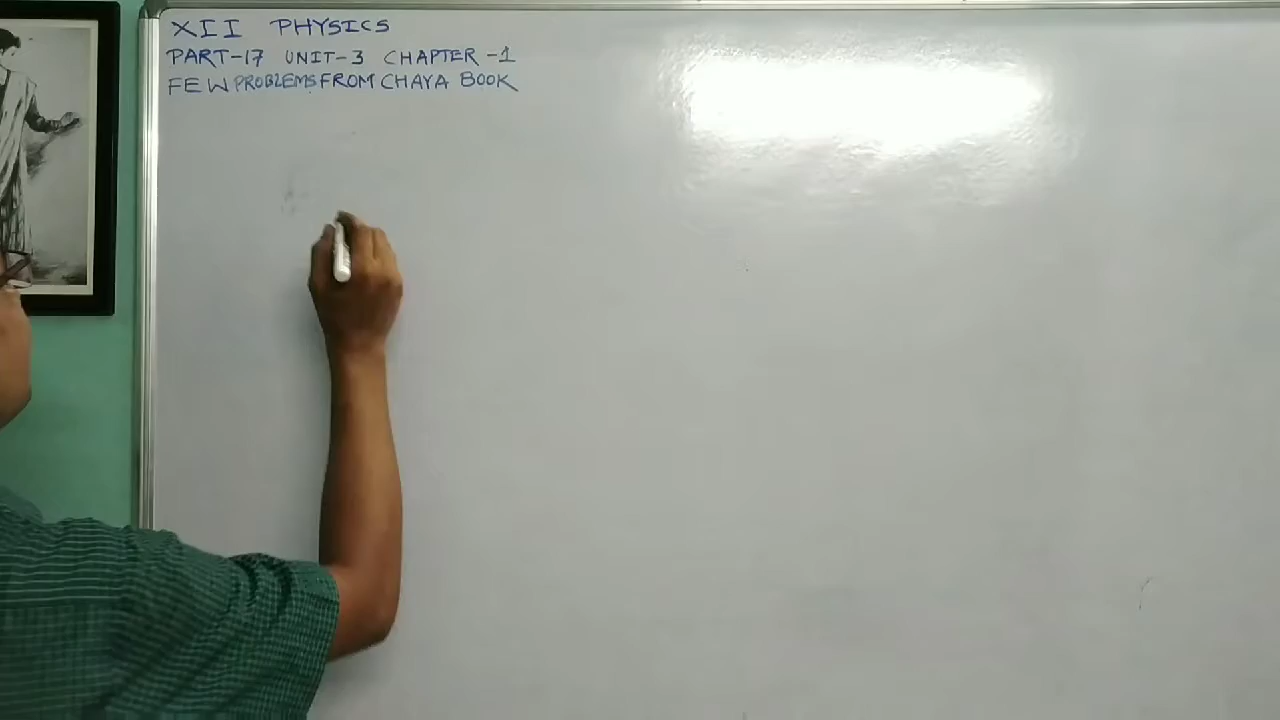 XII PHYSICS
PART-17 UNIT-3 CHAPTER-1
FEW PROBLEMS FROM CHAYA BOOK